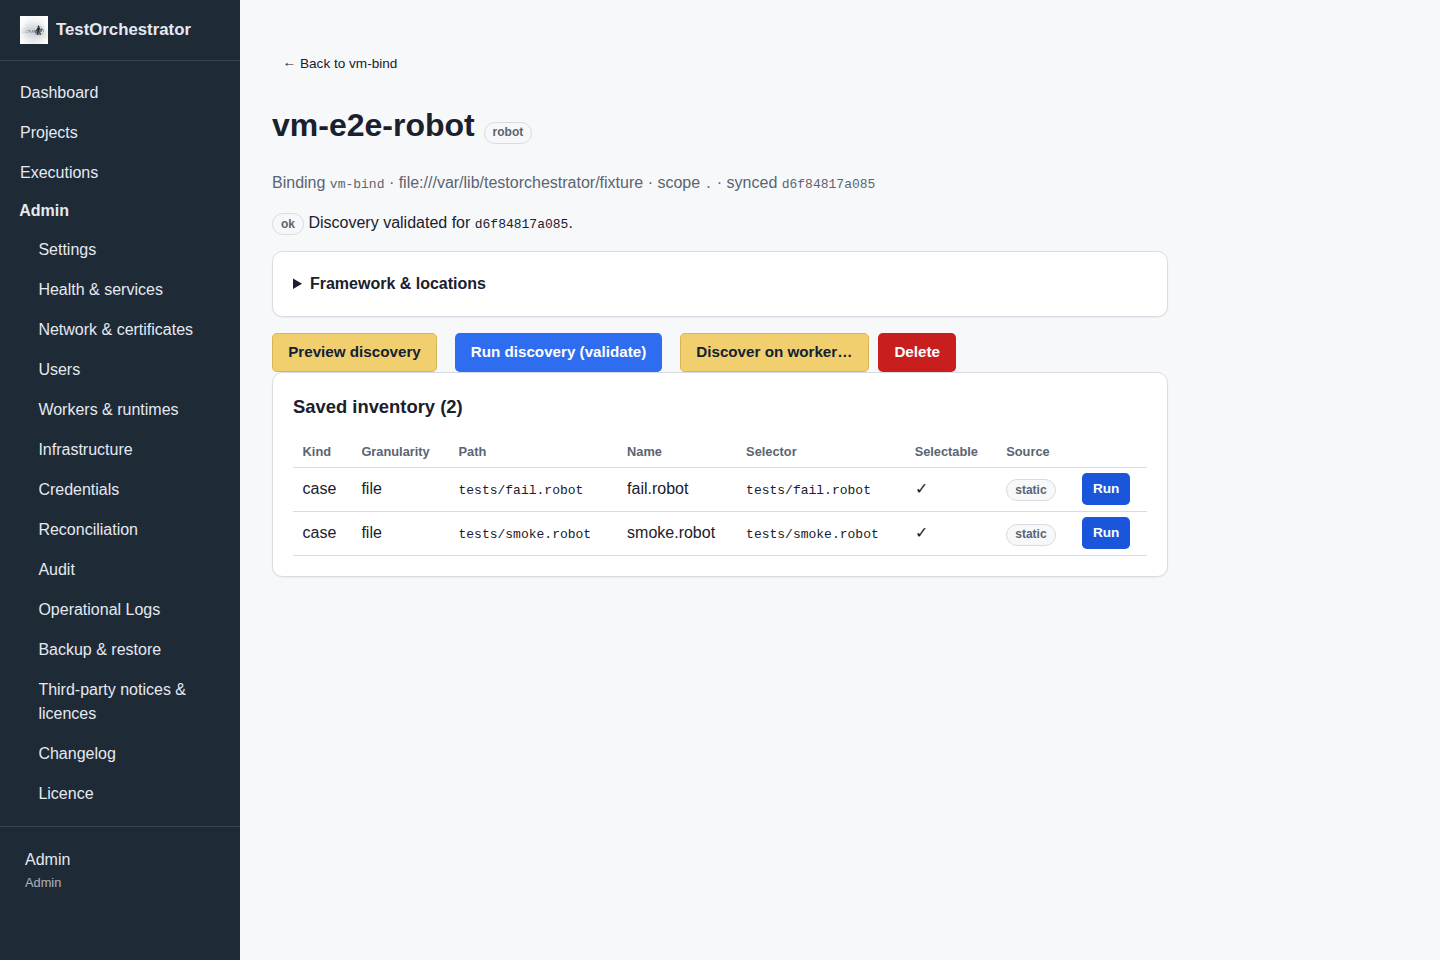 TestOrchestrator
Dashboard
Projects
Executions
Admin
Settings
Health & services
Network & certificates
Users
Workers & runtimes
Infrastructure
Credentials
Reconciliation
Audit
Operational Logs
Backup & restore
Third-party notices &
licences
Changelog
Licence
Admin
Admin
← Back to vm-bind
vm-e2e-robot robot
Binding vm-bind · file:///var/lib/testorchestrator/fixture · scope . · synced d6f84817a085
ok Discovery validated for d6f84817a085.
▶ Framework & locations
Preview discovery Run discovery (validate) Discover on worker… Delete
Saved inventory (2)
Kind Granularity Path Name Selector Selectable Source
case file tests/fail.robot fail.robot tests/fail.robot ✓ static Run
case file tests/smoke.robot smoke.robot tests/smoke.robot ✓ static Run